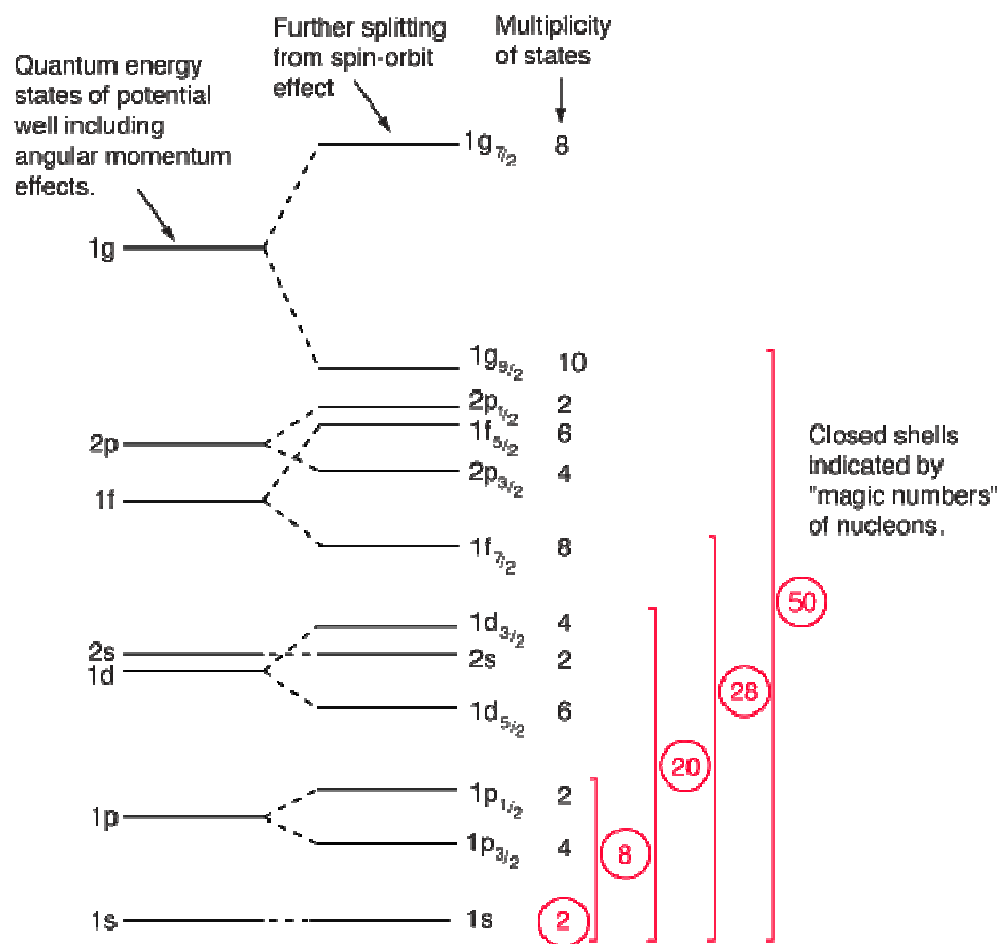 Further splitting
from spin-orbit
effect
Multiplicity
of states
Quantum energy
states of potential
well including
angular momentum
effects.
1g
1g7/2 8
1g9/2 10
2p1/2 2
1f5/2 6
2p3/2 4
2p
1f
1f7/2 8
Closed shells
indicated by
"magic numbers"
of nucleons.
50
1d3/2 4
2s
1d
2s 2
1d5/2 6
28
20
1p1/2 2
1p
1p3/2 4
8
1s
1s 2